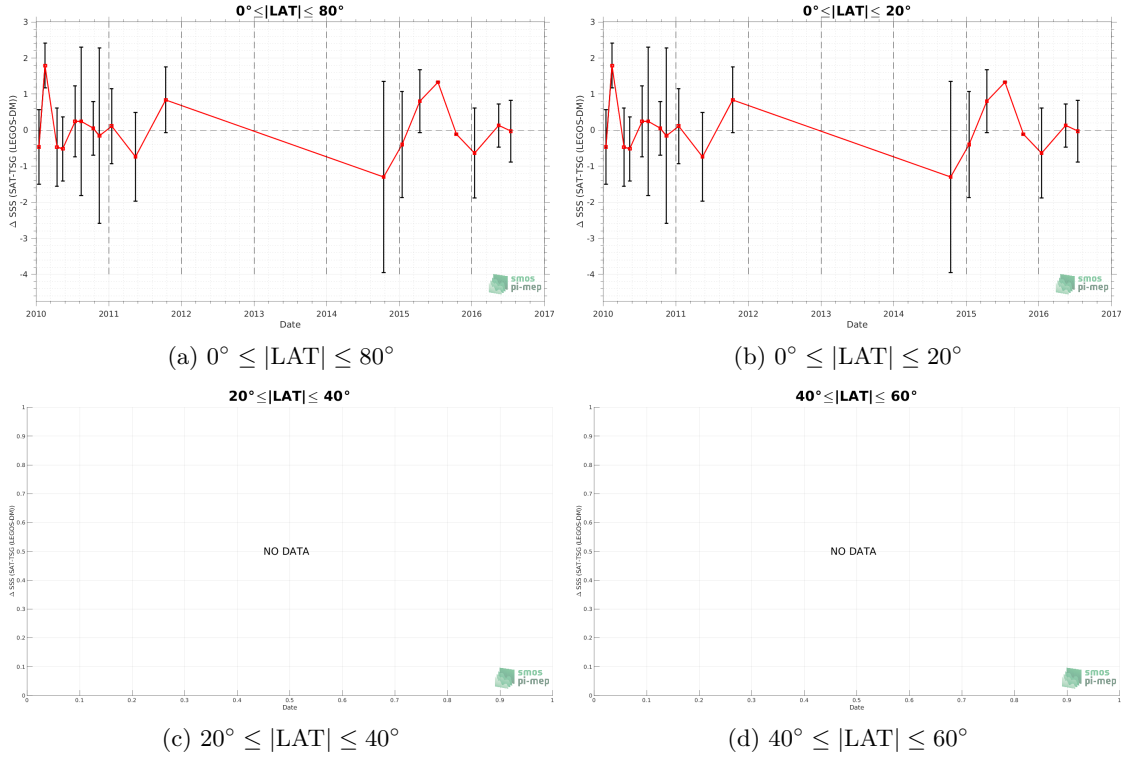 0°≤|LAT|≤ 80°
Δ SSS (SAT-TSG (LEGOS-DM))
3
2
1
0
-1
-2
-3
-4
2010 2011 2012 2013 2014 2015 2016 2017
Date
smos
pi-mep
(a) 0° ≤ |LAT| ≤ 80°
0°≤|LAT|≤ 20°
Δ SSS (SAT-TSG (LEGOS-DM))
3
2
1
0
-1
-2
-3
-4
2010 2011 2012 2013 2014 2015 2016 2017
Date
smos
pi-mep
(b) 0° ≤ |LAT| ≤ 20°
20°≤|LAT|≤ 40°
Δ SSS (SAT-TSG (LEGOS-DM))
1
0.9
0.8
0.7
0.6
0.5
0.4
0.3
0.2
0.1
0
NO DATA
0 0.1 0.2 0.3 0.4 0.5 0.6 0.7 0.8 0.9 1
Date
smos
pi-mep
(c) 20° ≤ |LAT| ≤ 40°
40°≤|LAT|≤ 60°
Δ SSS (SAT-TSG (LEGOS-DM))
1
0.9
0.8
0.7
0.6
0.5
0.4
0.3
0.2
0.1
0
NO DATA
0 0.1 0.2 0.3 0.4 0.5 0.6 0.7 0.8 0.9 1
Date
smos
pi-mep
(d) 40° ≤ |LAT| ≤ 60°